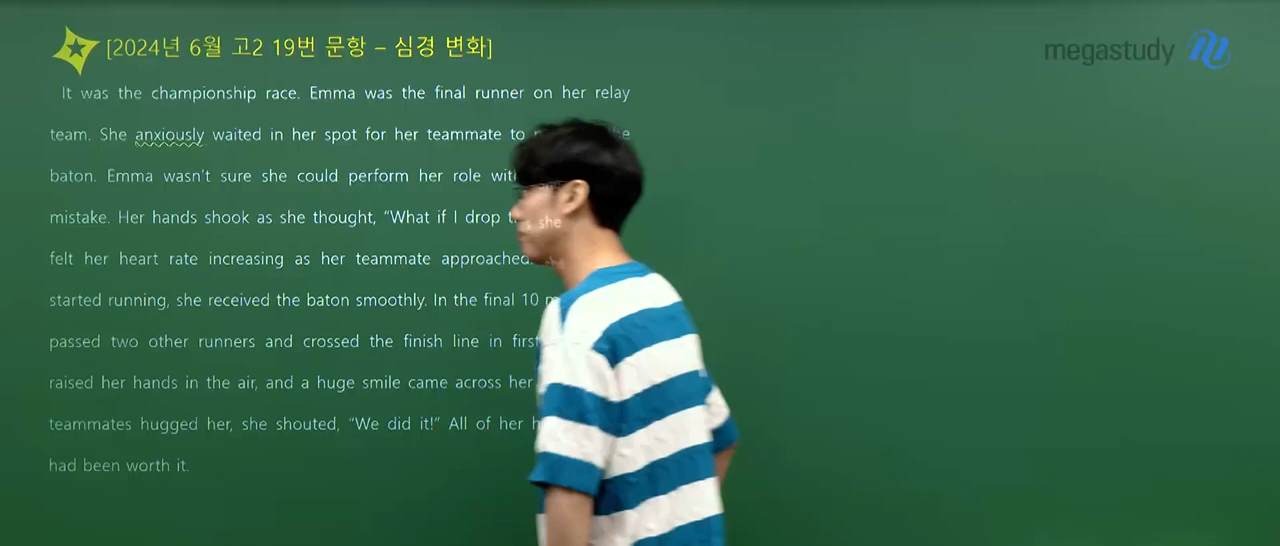 [2024년 6월 고2 19번 문항 – 심경 변화]
megastudy
It was the championship race. Emma was the final runner on her relay
team. She anxiously waited in her spot for her teammate to
baton. Emma wasn't sure she could perform her role
mistake. Her hands shook as she thought, “What if I drop she
felt her heart rate increasing as her teammate approached.
started running, she received the baton smoothly. In the final 10
passed two other runners and crossed the finish line in first
raised her hands in the air, and a huge smile came across her
teammates hugged her, she shouted, “We did it!” All of her
had been worth it.